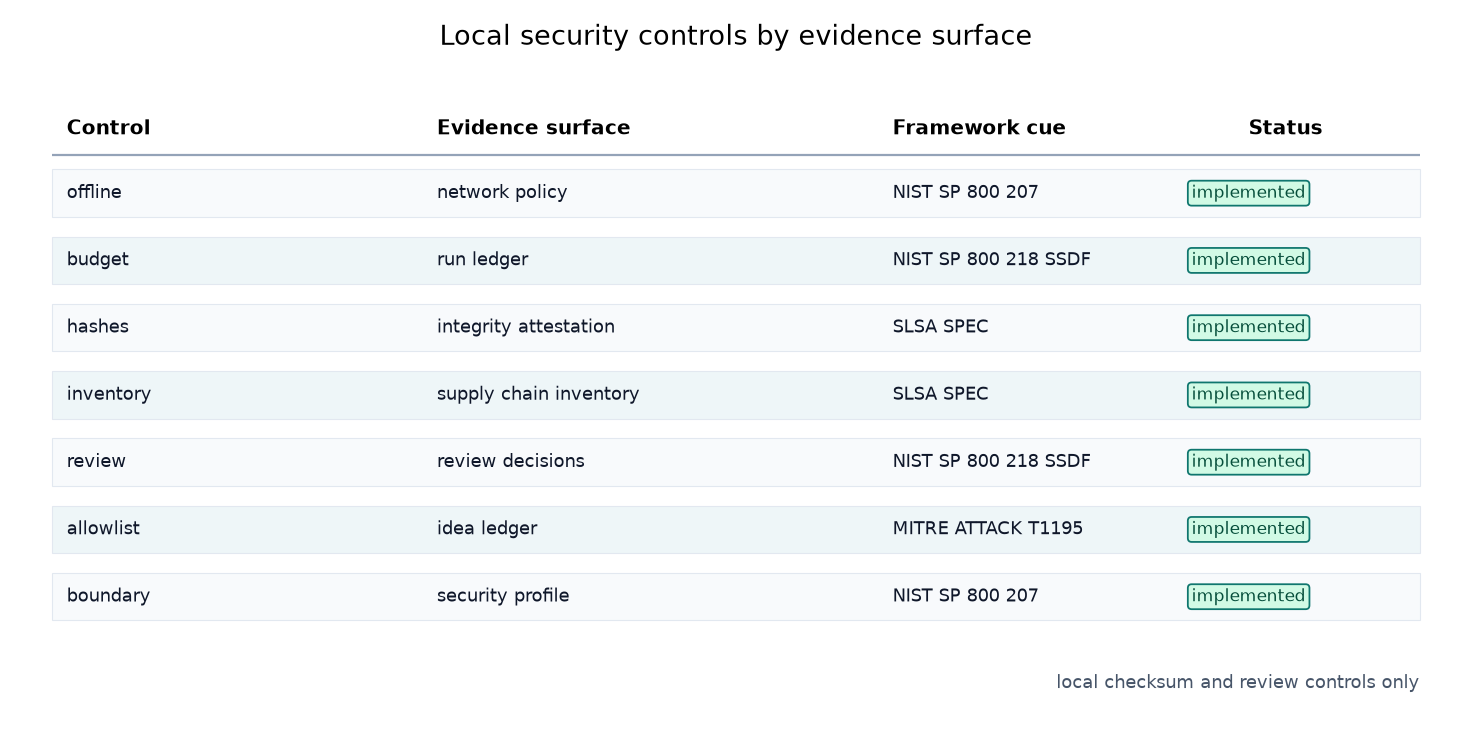 Local security controls by evidence surface
Control Evidence surface Framework cue Status
offline network policy NIST SP 800 207 implemented
budget run ledger NIST SP 800 218 SSDF implemented
hashes integrity attestation SLSA SPEC implemented
inventory supply chain inventory SLSA SPEC implemented
review review decisions NIST SP 800 218 SSDF implemented
allowlist idea ledger MITRE ATTACK T1195 implemented
boundary security profile NIST SP 800 207 implemented
local checksum and review controls only